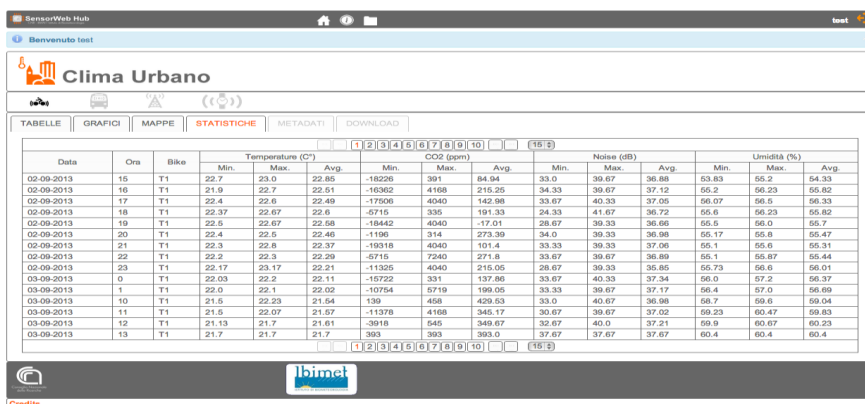 SensorWeb Hub
test
Benvenuto test
Clima Urbano
TABELLE GRAFICI MAPPE STATISTICHE METADATI DOWNLOAD
1 2 3 4 5 6 7 8 9 10 15
Data Ora Bike Temperature (C°) CO2 (ppm) Noise (dB) Umidità (%)
Min. Max. Avg. Min. Max. Avg. Min. Max. Avg. Min. Max. Avg.
02-09-2013 15 T1 22.7 23.0 22.85 -18226 391 84.94 33.0 39.67 36.88 53.83 55.2 54.33
02-09-2013 16 T1 21.9 22.7 22.51 -16362 4168 215.25 34.33 39.67 37.12 55.2 56.23 55.82
02-09-2013 17 T1 22.4 22.6 22.49 -17506 4040 142.98 33.67 40.33 37.05 56.07 56.5 56.33
02-09-2013 18 T1 22.37 22.67 22.6 -5715 335 191.33 24.33 41.67 36.72 55.6 56.23 55.82
02-09-2013 19 T1 22.5 22.67 22.58 -18442 4040 -17.01 28.67 39.33 36.66 55.5 56.0 55.7
02-09-2013 20 T1 22.4 22.5 22.46 -1196 314 273.39 34.0 39.33 36.98 55.17 55.8 55.47
02-09-2013 21 T1 22.3 22.8 22.37 -19318 4040 101.4 33.33 39.33 37.06 55.1 55.6 55.31
02-09-2013 22 T1 22.2 22.3 22.29 -5715 7240 271.8 33.67 39.67 36.89 55.1 55.87 55.44
02-09-2013 23 T1 22.17 23.17 22.21 -11325 4040 215.05 28.67 39.33 35.85 55.73 56.6 56.01
03-09-2013 0 T1 22.03 22.2 22.11 -15722 331 137.86 33.67 40.33 37.34 56.0 57.2 56.37
03-09-2013 1 T1 22.0 22.1 22.02 -10754 5719 199.05 33.33 39.67 37.17 56.4 57.0 56.69
03-09-2013 10 T1 21.5 22.23 21.54 139 458 429.53 33.0 40.67 36.98 58.7 59.6 59.04
03-09-2013 11 T1 21.5 22.07 21.57 -11378 4168 345.17 30.67 39.67 37.02 59.23 60.47 59.83
03-09-2013 12 T1 21.13 21.7 21.61 -3918 545 349.67 32.67 40.0 37.21 59.9 60.67 60.23
03-09-2013 13 T1 21.7 21.7 21.7 393 393 393.0 37.67 37.67 37.67 60.4 60.4 60.4
1 2 3 4 5 6 7 8 9 10 15
Ibimet
Credits